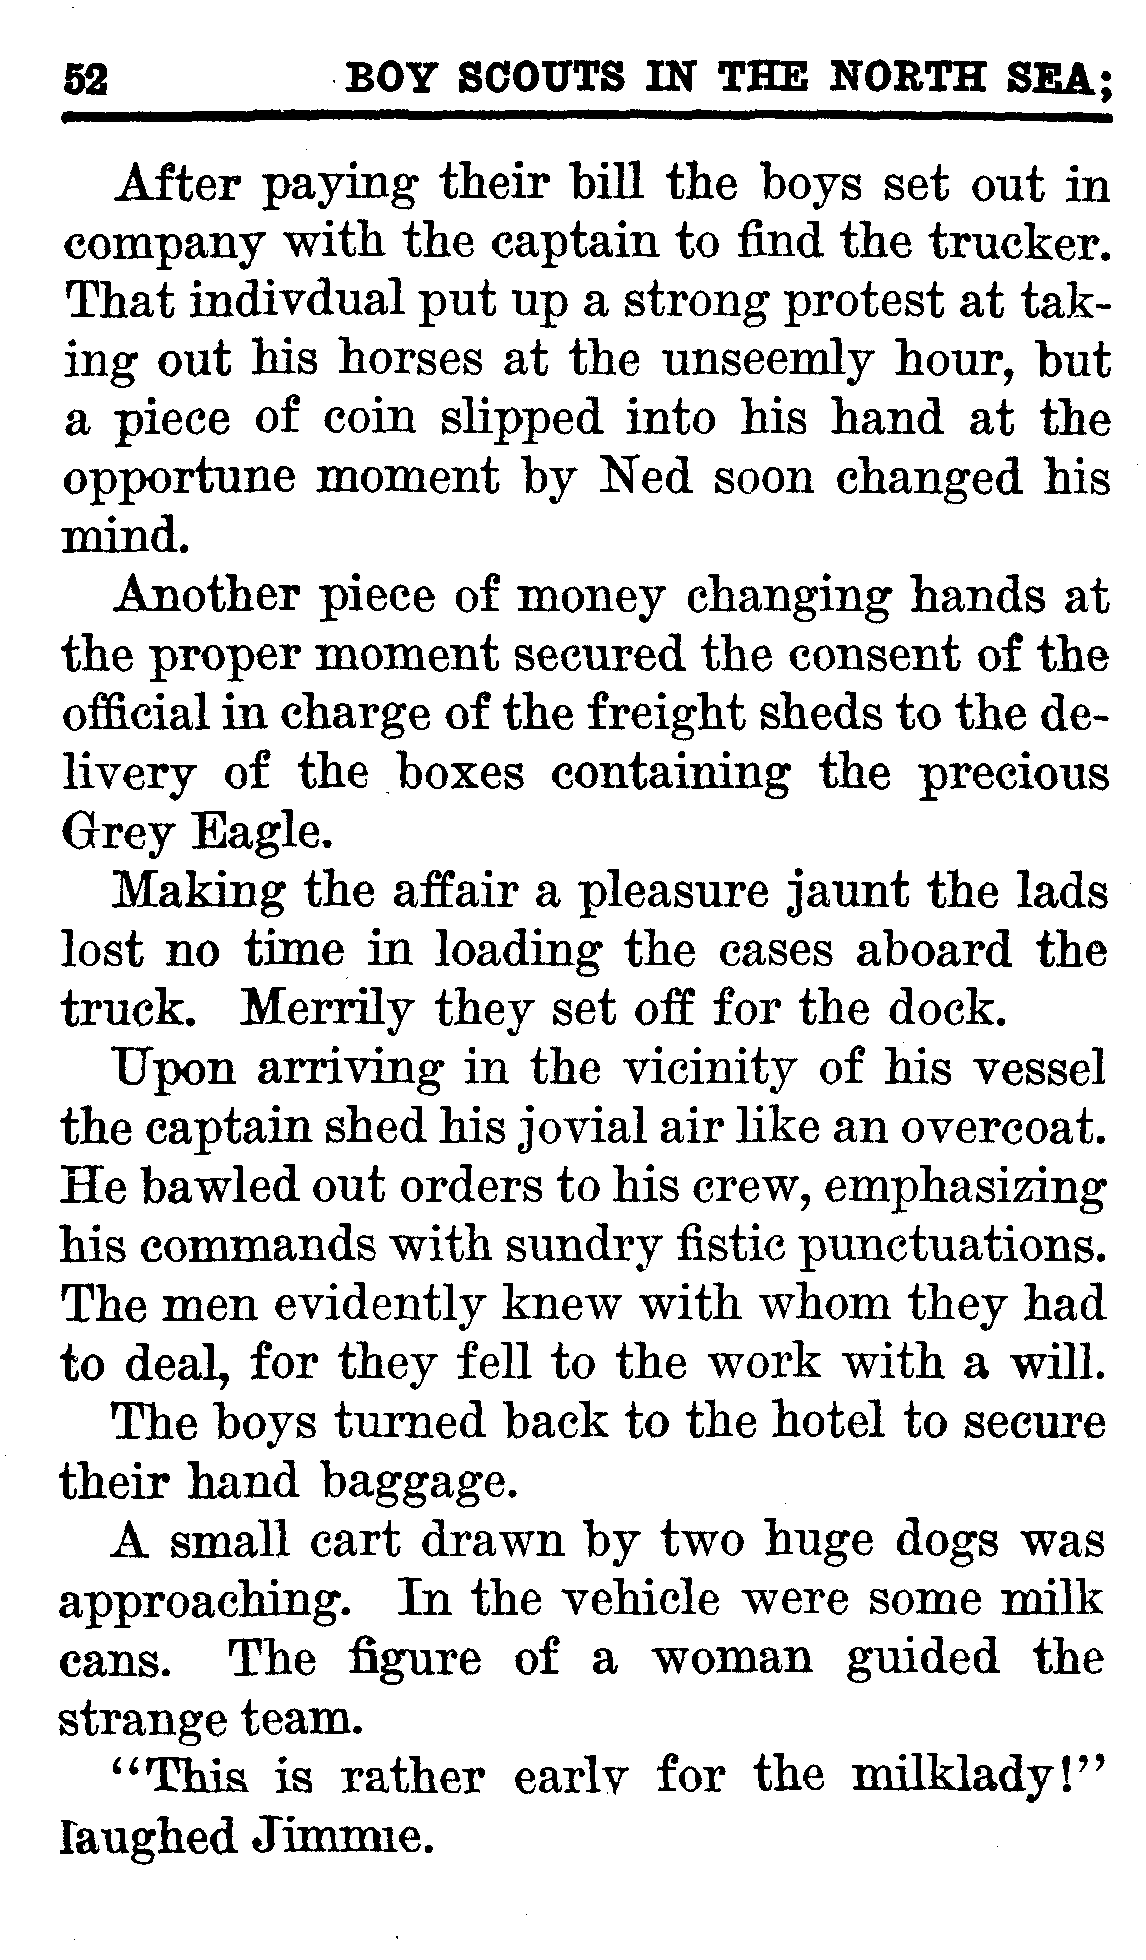 52 BOY SCOUTS IN THE NORTH SEA;
After paying their bill the boys set out in
company with the captain to find the trucker.
That indivdual put up a strong protest at tak-
ing out his horses at the unseemly hour, but
a piece of coin slipped into his hand at the
opportune moment by Ned soon changed his
mind.
Another piece of money changing hands at
the proper moment secured the consent of the
official in charge of the freight sheds to the de-
livery of the boxes containing the precious
Grey Eagle.
Making the affair a pleasure jaunt the lads
lost no time in loading the cases aboard the
truck. Merrily they set off for the dock.
Upon arriving in the vicinity of his vessel
the captain shed his jovial air like an overcoat.
He bawled out orders to his crew, emphasizing
his commands with sundry fistic punctuations.
The men evidently knew with whom they had
to deal, for they fell to the work with a will.
The boys turned back to the hotel to secure
their hand baggage.
A small cart drawn by two huge dogs was
approaching. In the vehicle were some milk
cans. The figure of a woman guided the
strange team.
“This is rather early for the milklady!”
laughed Jimmie.